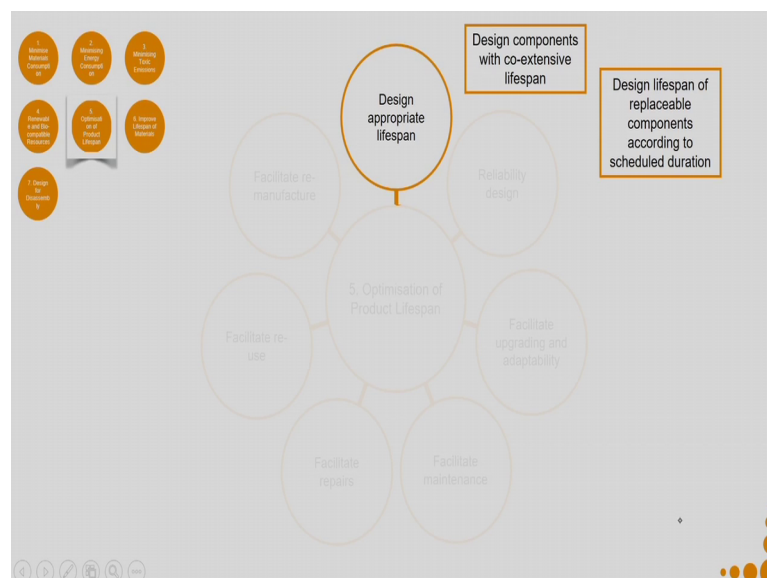 1.
Minimise
Materials
Consumpti
on
2.
Minimising
Energy
Consumpti
on
3.
Minimising
Toxic
Emissions
4.
Renewabl
e and Bio-
compatible
Resources
5.
Optimisati
on of
Product
Lifespan
6. Improve
Lifespan of
Materials
7. Design
for
Disassemb
ly
Design
appropriate
lifespan
Design components
with co-extensive
lifespan
Design lifespan of
replaceable
components
according to
scheduled duration
Facilitate re-
manufacture
Reliability
design
5. Optimisation of
Product Lifespan
Facilitate re-
use
Facilitate
upgrading and
adaptability
Facilitate
repairs
Facilitate
maintenance